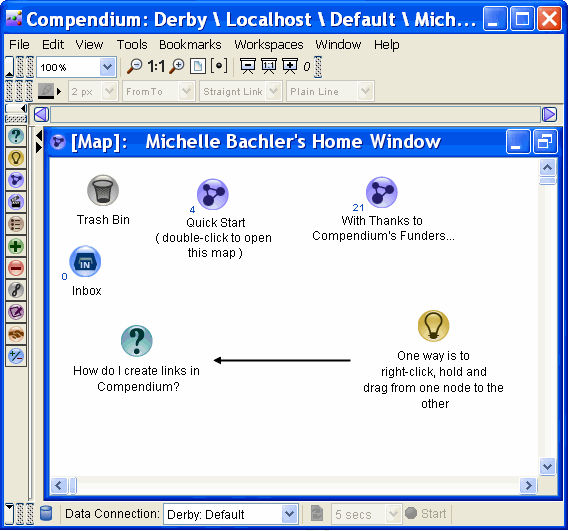 Compendium: Derby \ Localhost \ Default \ Mich...
File Edit View Tools Bookmarks Workspaces Window Help
100% 1:1 1:1 0
2 px FromTo Straignt Link Plain Line
[Map]: Michelle Bachler's Home Window
Trash Bin
4
Quick Start
( double-click to open
this map )
21
With Thanks to
Compendium's Funders...
IN
0
Inbox
?
How do I create links in
Compendium?
One way is to
right-click, hold and
drag from one node to the
other
Data Connection: Derby: Default 5 secs Start